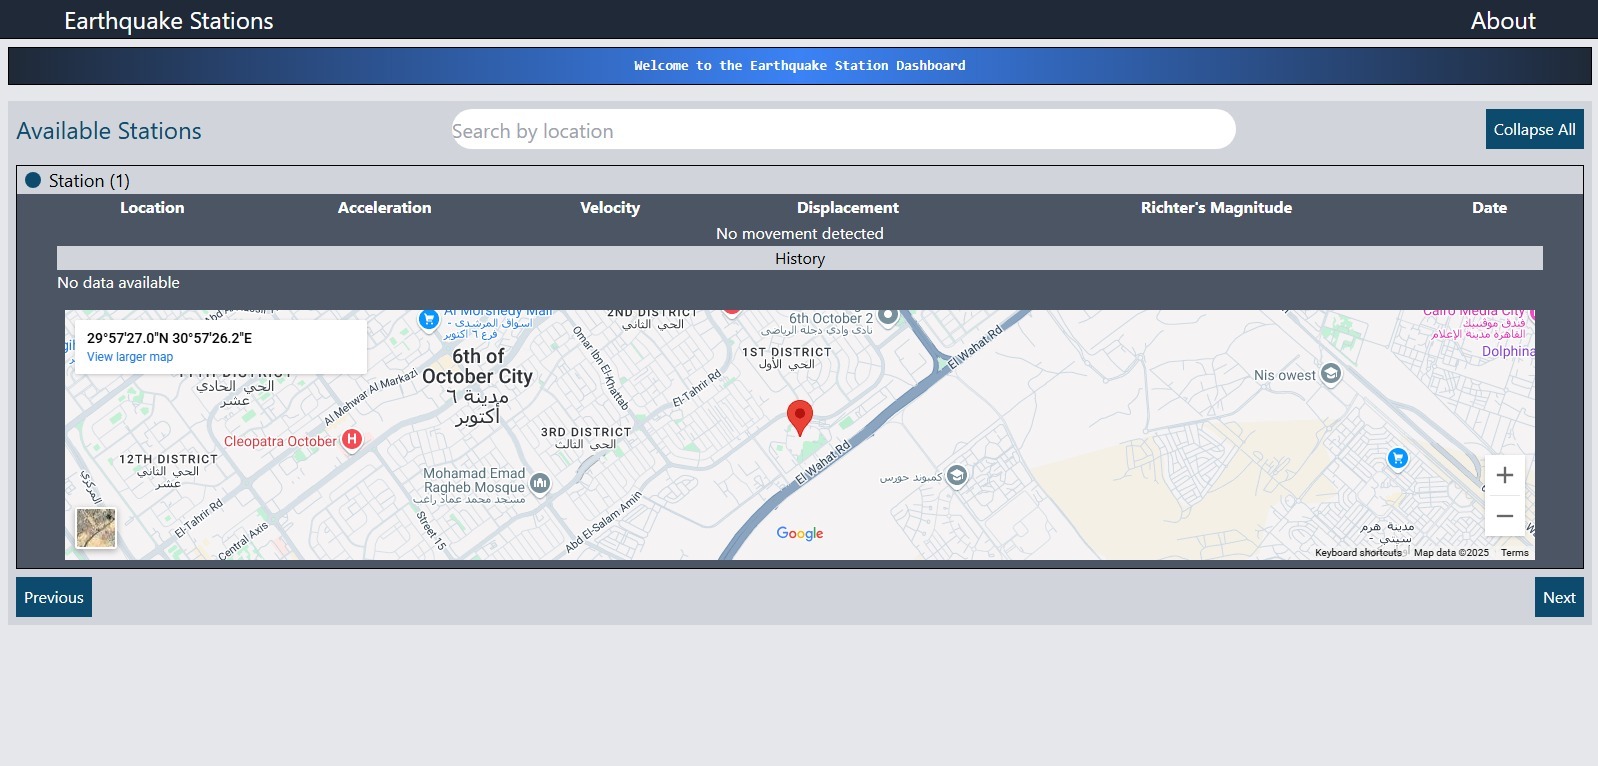 Earthquake Stations
About
Welcome to the Earthquake Station Dashboard
Available Stations
Search by location
Collapse All
Station (1)
Location Acceleration Velocity Displacement Richter's Magnitude Date
No movement detected
History
No data available
29°57'27.0"N 30°57'26.2"E
View larger map
Al Morshedy Mall
اسواق المرشدي -
فرع ٦ اكتوبر
2ND DISTRICT
الحي الثاني
6th October 2
نادي وادي دجلة الرياضي
Cairo Media City
فندق موڤنبيك
القاهرة مدينة الإعلام
Dolphina
1ST DISTRICT
الحي الأول
El Wahat Rd
Omar Ibn El-Khattab
6th of
October City
مدينة ٦
أكتوبر
11TH DISTRICT
الحي الحادي
عشر
Al Mehwar Al Markazi
El-Tahrir Rd
Nis owest
Cleopatra October
3RD DISTRICT
الحي الثالث
12TH DISTRICT
الحي الثاني
عشر
El Wahat Rd
Mohamad Emad
Ragheb Mosque
مسجد محمد عماد راغب
كمبوند حورس
المركزي
El-Tahrir Rd
Central Axis
Street 15
Abd El-Salam Amin
Google
مدينة هرم
سيتي -
Keyboard shortcuts
Map data ©2025
Terms
Previous
Next